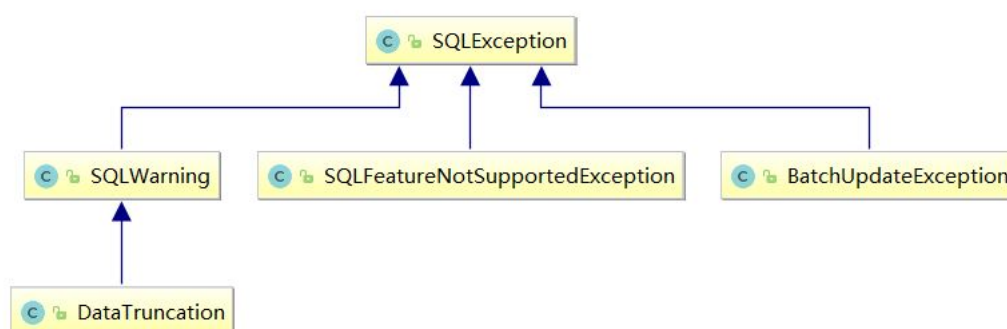 C SQLException
C SQLWarning
C SQLFeatureNotSupportedException
C BatchUpdateException
C DataTruncation